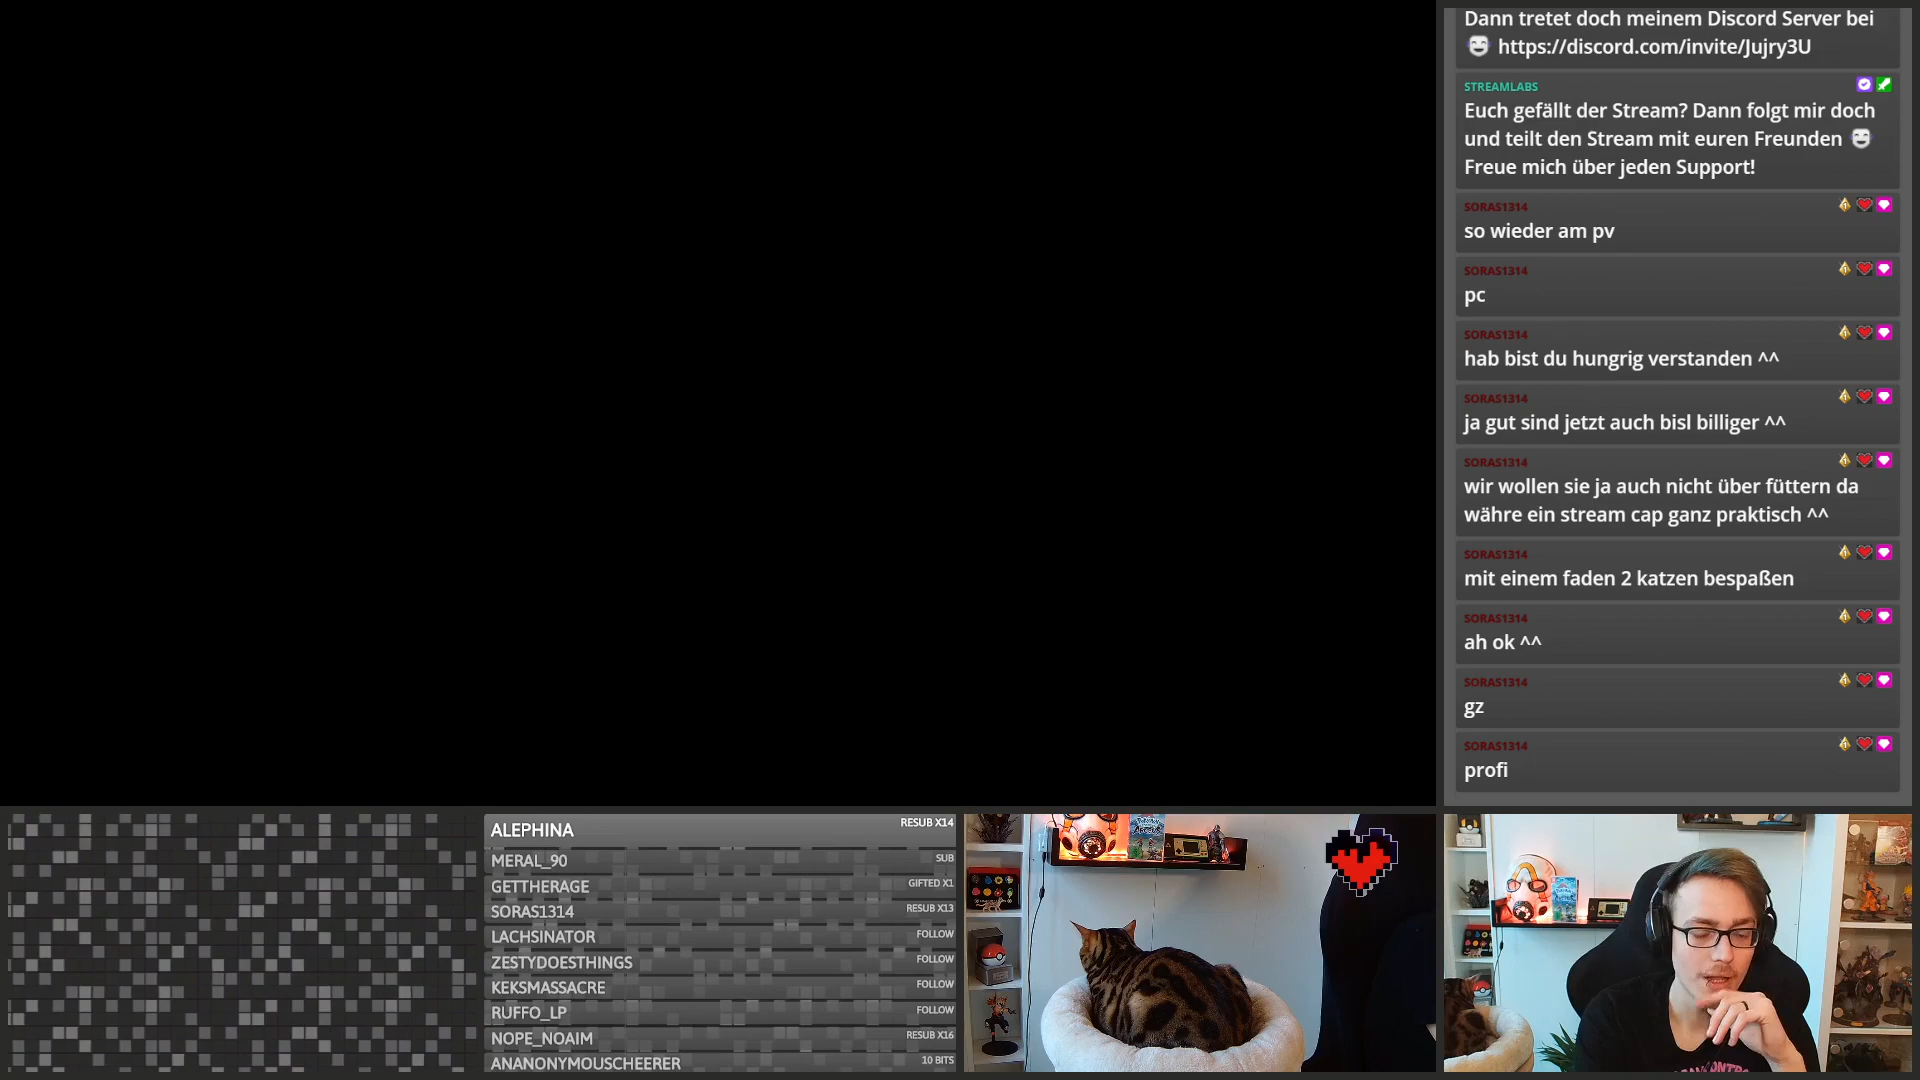 Dann tretet doch meinem Discord Server bei
https://discord.com/invite/Jujry3U
STREAMLABS
Euch gefällt der Stream? Dann folgt mir doch
und teilt den Stream mit euren Freunden
Freue mich über jeden Support!
SORAS1314
so wieder am pv
SORAS1314
pc
SORAS1314
hab bist du hungrig verstanden ^^
SORAS1314
ja gut sind jetzt auch bisl billiger ^^
SORAS1314
wir wollen sie ja auch nicht über füttern da
währe ein stream cap ganz praktisch ^^
SORAS1314
mit einem faden 2 katzen bespaßen
SORAS1314
ah ok ^^
SORAS1314
gz
SORAS1314
profi
ALEPHINA RESUB X14
MERAL_90 SUB
GETTHERAGE GIFTED X1
SORAS1314 RESUB X13
LACHSINATOR FOLLOW
ZESTYDOESTHINGS FOLLOW
KEKSMASSACRE FOLLOW
RUFFO_LP FOLLOW
NOPE_NOAIM RESUB X16
ANANONYMOUSCHEERER 10 BITS